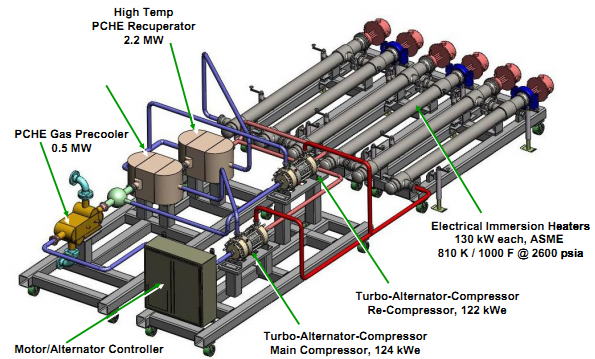 High Temp
PCHE Recuperator
2.2 MW
PCHE Gas Precooler
0.5 MW
Electrical Immersion Heaters
130 kW each, ASME
810 K / 1000 F @ 2600 psia
Turbo-Alternator-Compressor
Re-Compressor, 122 kWe
Turbo-Alternator-Compressor
Main Compressor, 124 kWe
Motor/Alternator Controller